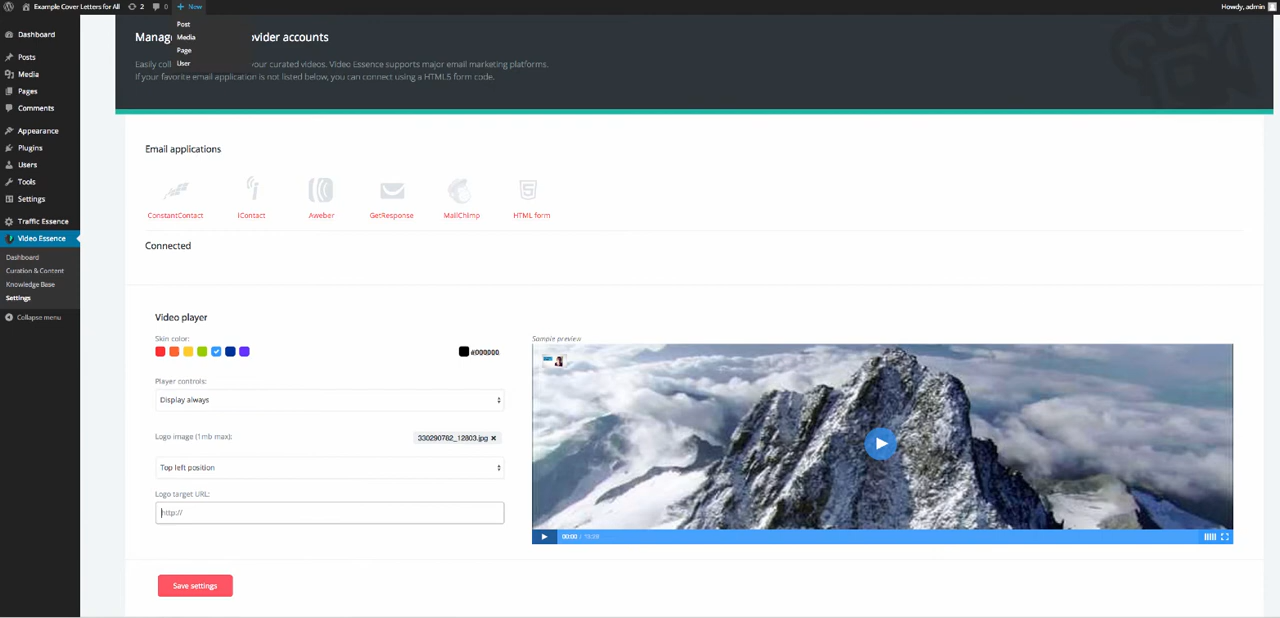 Example Cover Letters for All
2
0
+ New
Howdy, admin
Post
Media
Page
User
Dashboard
Posts
Media
Pages
Comments
Appearance
Plugins
Users
Tools
Settings
Traffic Essence
Video Essence
Dashboard
Curation & Content
Knowledge Base
Settings
Collapse menu
Manag vider accounts
Easily coll your curated videos. Video Essence supports major email marketing platforms.
If your favorite email application is not listed below, you can connect using a HTML5 form code.
Email applications
ConstantContact
iContact
Aweber
GetResponse
MailChimp
HTML form
Connected
Video player
Skin color:
#000000
Player controls:
Display always
Logo image (1mb max):
330290782_12803.jpg ×
Top left position
Logo target URL:
http://
Save settings
Sample preview
00:00 /